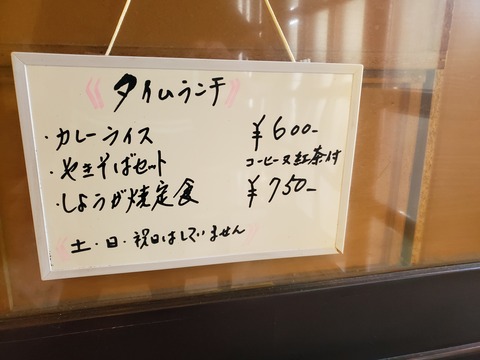 タイムランチ
・カレーライス ¥600-
・やきそばセット コーヒー又紅茶付
・しょうが焼定食 ¥750-
土・日・祝日はしていません